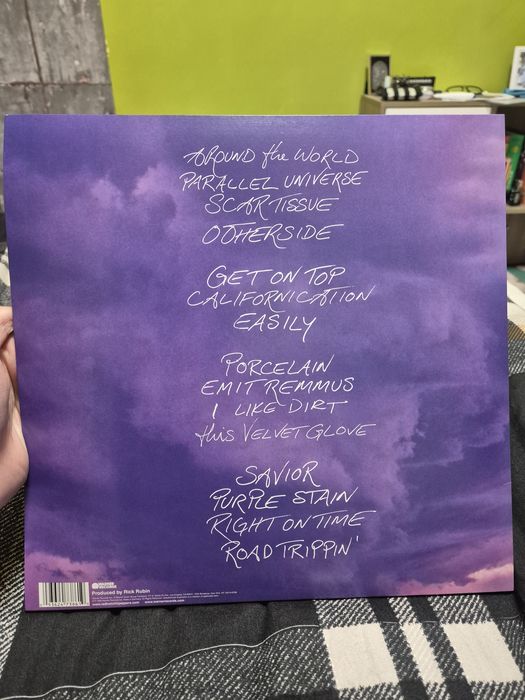 AROUND the WORLD
PARALLEL UNIVERSE
SCAR TISSUE
OTHERSIDE
GET ON TOP
CALIFORNICATION
EASILY
PORCELAIN
EMIT REMMUS
I LIKE DIRT
this VELVET GLOVE
SAVIOR
PURPLE STAIN
RIGHT ON TIME
ROAD TRIPPIN'
Produced by Rick Rubin